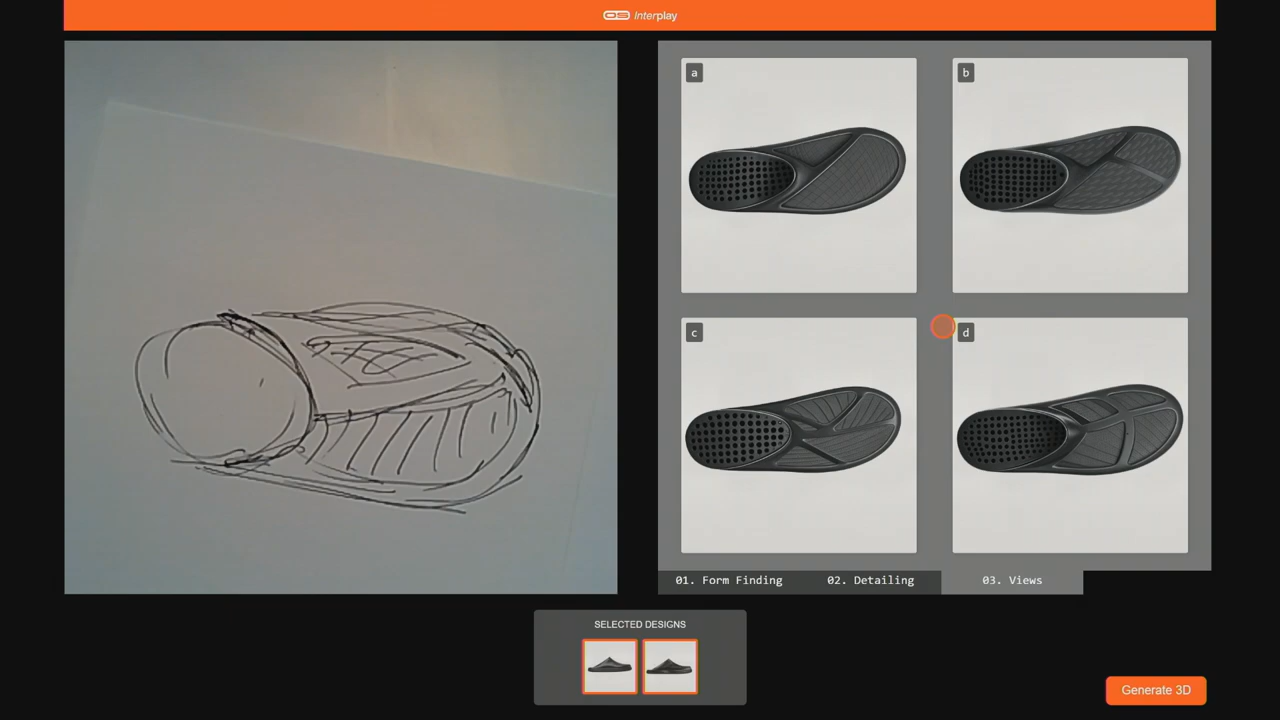 Interplay
a
b
c
d
01. Form Finding
02. Detailing
03. Views
SELECTED DESIGNS
Generate 3D